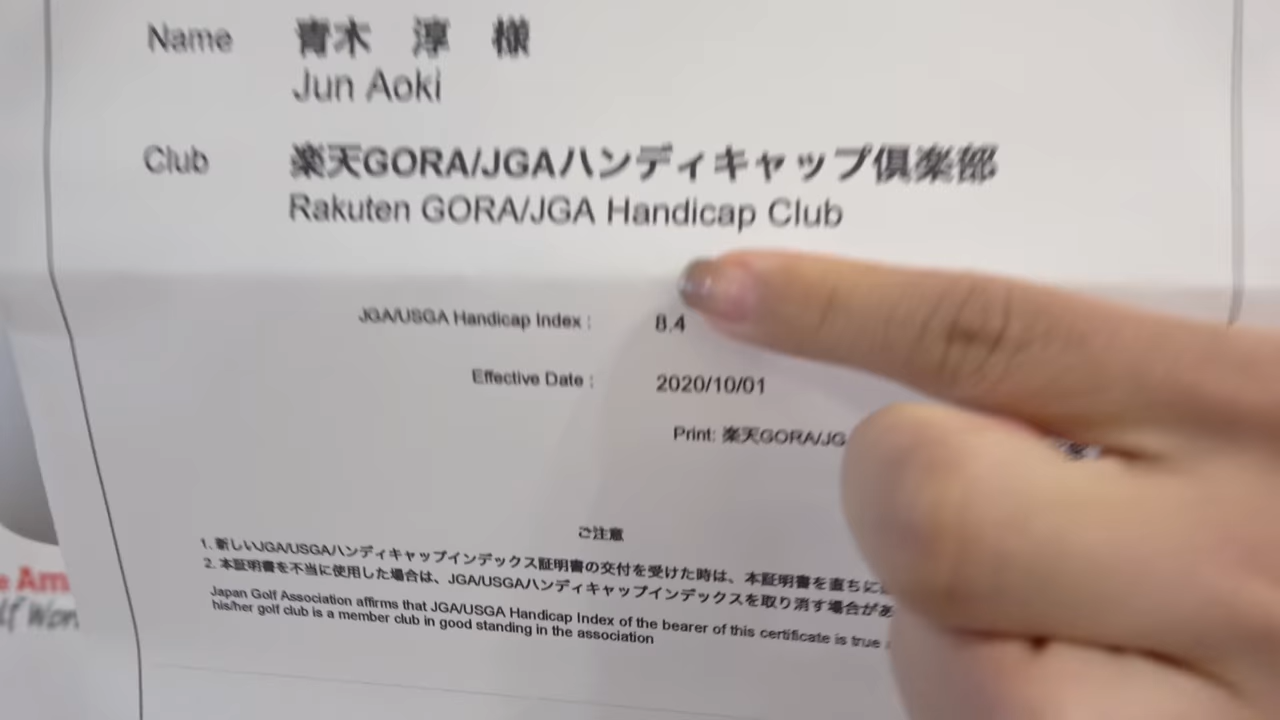 Name 青木 淳 様
Jun Aoki
Club 楽天GORA/JGAハンディキャップ倶楽部
Rakuten GORA/JGA Handicap Club
JGA/USGA Handicap Index : 8.4
Effective Date : 2020/10/01
Print: 楽天GORA/JG
ご注意
1. 新しいJGA/USGAハンディキャップインデックス証明書の交付を受けた時は、本証明書を直ちに
2. 本証明書を不当に使用した場合は、JGA/USGAハンディキャップインデックスを取り消す場合があ
Japan Golf Association affirms that JGA/USGA Handicap Index of the bearer of this certificate is true
his/her golf club is a member club in good standing in the association
e Am
lf Wor